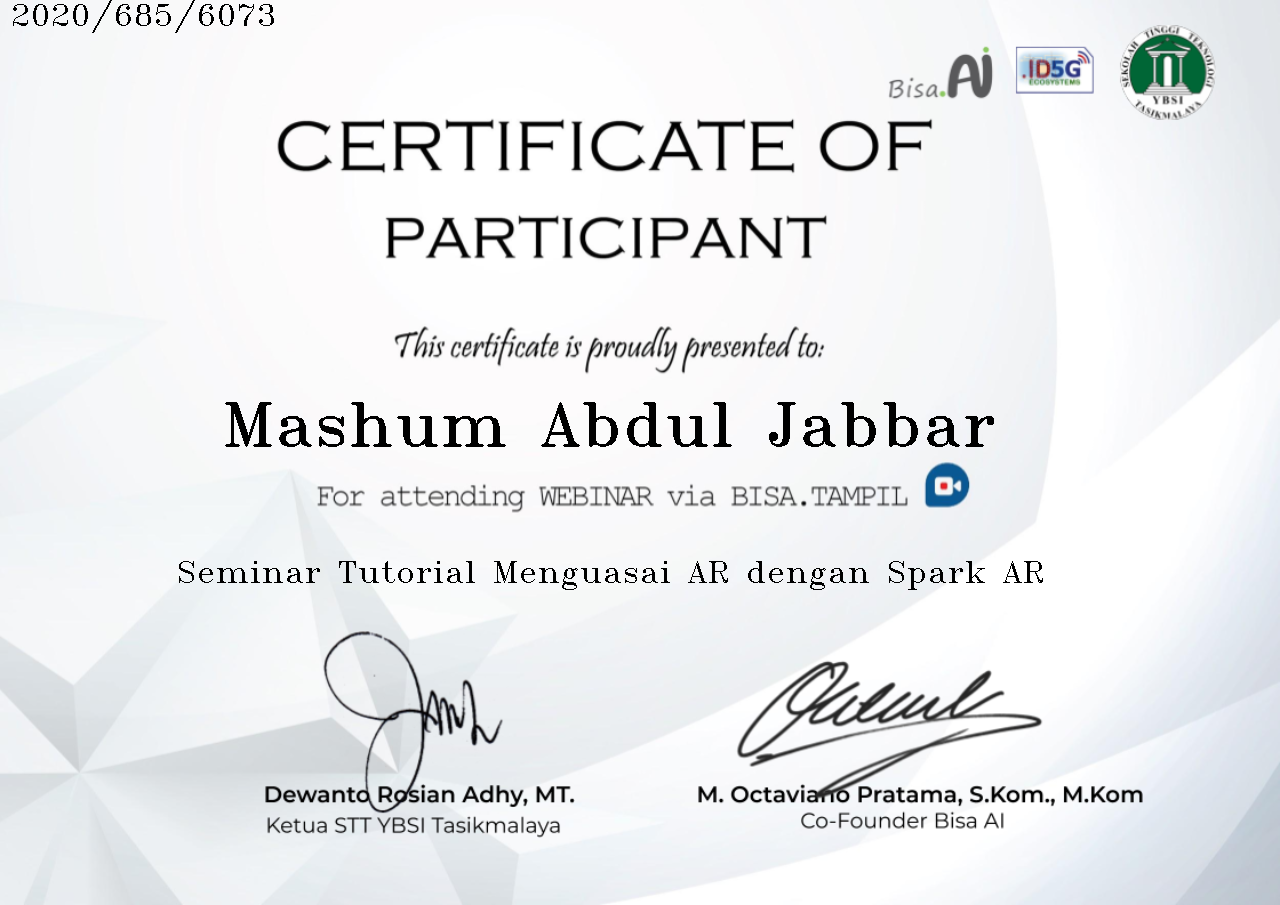 2020/685/6073
Bisa.AI
.ID5G
ECOSYSTEMS
SEKOLAH TINGGI TEKNOLOGI
YBSI
TASIKMALAYA
CERTIFICATE OF
PARTICIPANT
This certificate is proudly presented to:
Mashum Abdul Jabbar
For attending WEBINAR via BISA.TAMPIL
Seminar Tutorial Menguasai AR dengan Spark AR
Dewanto Rosian Adhy, MT.
Ketua STT YBSI Tasikmalaya
M. Octaviano Pratama, S.Kom., M.Kom
Co-Founder Bisa AI